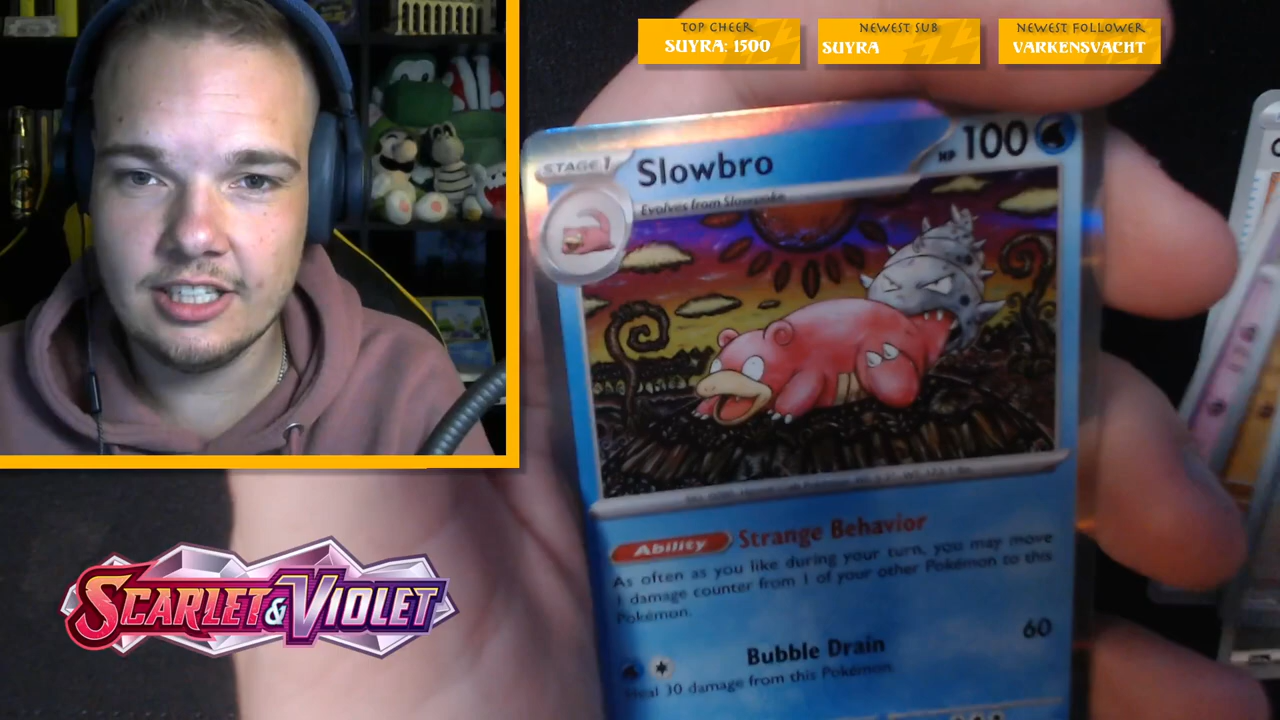 TOP CHEER
SUYRA: 1500
NEWEST SUB
SUYRA
NEWEST FOLLOWER
VARKENSVACHT
STAGE 1
Slowbro
HP 100
Evolves from Slowpoke
Ability Strange Behavior
As often as you like during your turn, you may move
1 damage counter from 1 of your other Pokémon to this
Pokémon.
Bubble Drain 60
Heal 30 damage from this Pokémon.
SCARLET & VIOLET